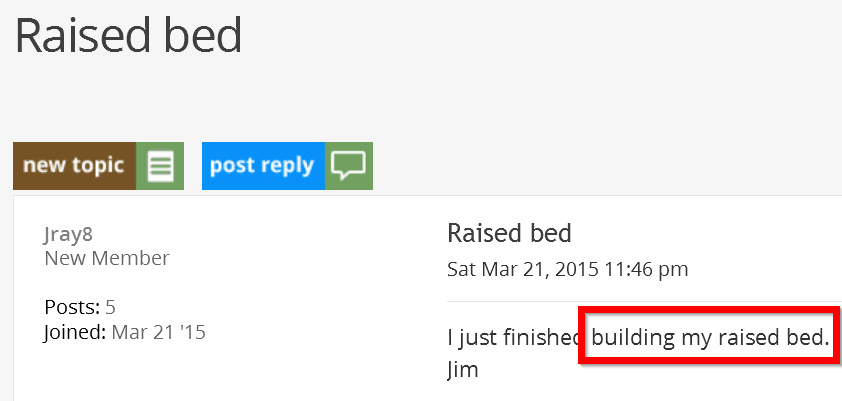 Raised bed
new topic
post reply
Jray8
New Member
Posts: 5
Joined: Mar 21 '15
Raised bed
Sat Mar 21, 2015 11:46 pm
I just finished building my raised bed.
Jim